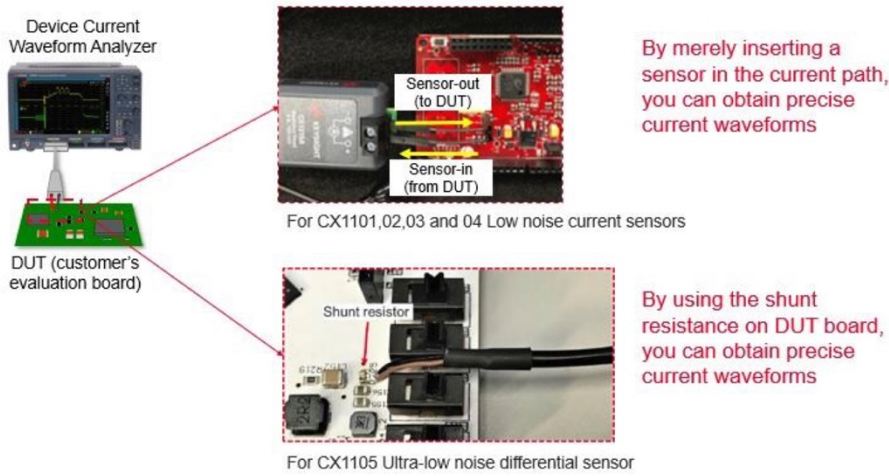 Device Current
Waveform Analyzer
DUT (customer's
evaluation board)
Sensor-out
(to DUT)
Sensor-in
(from DUT)
KEYSIGHT
By merely inserting a
sensor in the current path,
you can obtain precise
current waveforms
For CX1101,02,03 and 04 Low noise current sensors
Shunt resistor
R219
2R2
By using the shunt
resistance on DUT board,
you can obtain precise
current waveforms
For CX1105 Ultra-low noise differential sensor